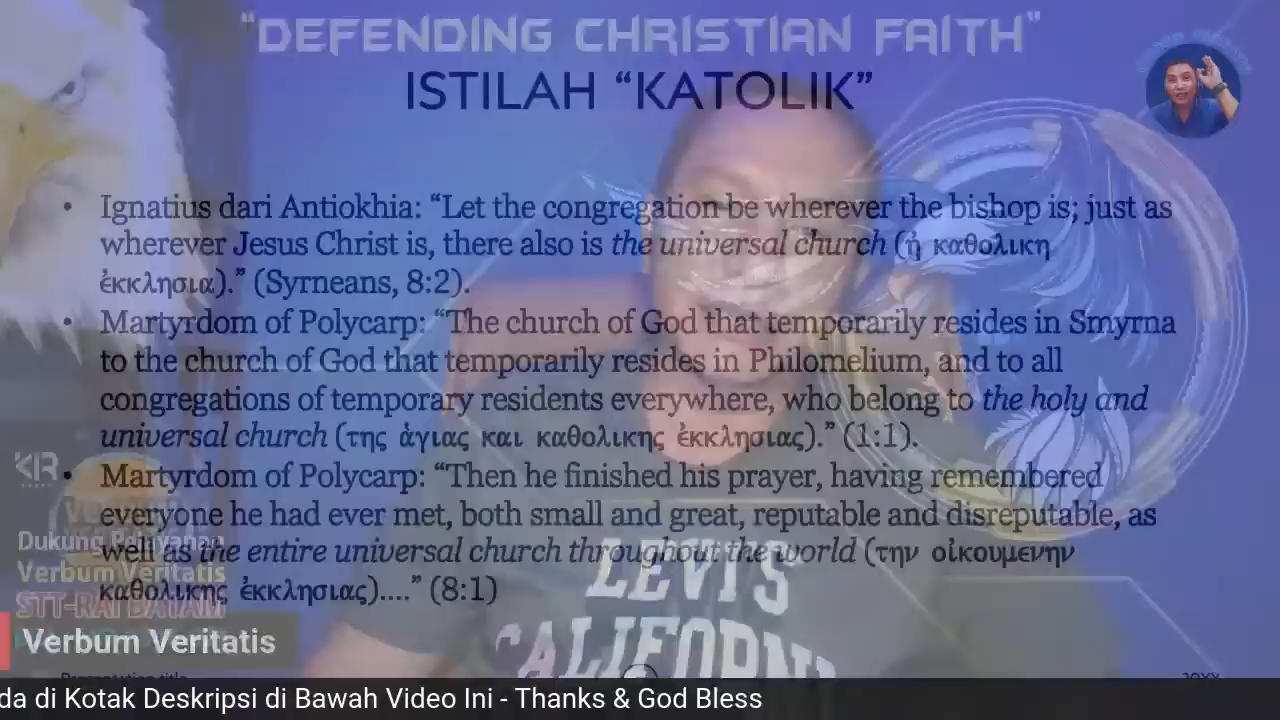 "DEFENDING CHRISTIAN FAITH"
ISTILAH “KATOLIK”
• Ignatius dari Antiokhia: “Let the congregation be wherever the bishop is; just as
wherever Jesus Christ is, there also is the universal church (ἡ καθολικη
ἐκκλησια).” (Syrneans, 8:2).
• Martyrdom of Polycarp: “The church of God that temporarily resides in Smyrna
to the church of God that temporarily resides in Philomelium, and to all
congregations of temporary residents everywhere, who belong to the holy and
universal church (της ἁγιας και καθολικης ἐκκλησιας).” (1:1).
• Martyrdom of Polycarp: “Then he finished his prayer, having remembered
everyone he had ever met, both small and great, reputable and disreputable, as
well as the entire universal church throughout the world (την οἰκουμενην
καθολικης ἐκκλησιας)....” (8:1)
KR
LEVI'S
CALIFORNI
Dukung Pelayanan
Verbum Veritatis
STT-RAI BATAM
Verbum Veritatis
Presentation title
20XX
da di Kotak Deskripsi di Bawah Video Ini - Thanks & God Bless